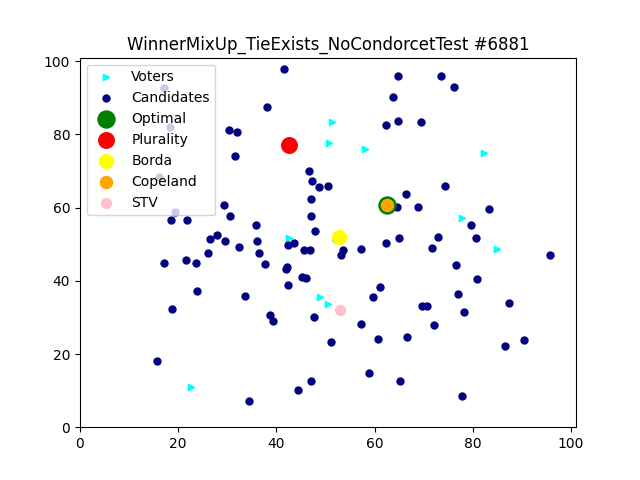 WinnerMixUp_TieExists_NoCondorcetTest #6881
100
80
60
40
20
0
Voters
Candidates
Optimal
Plurality
Borda
Copeland
STV
0 20 40 60 80 100